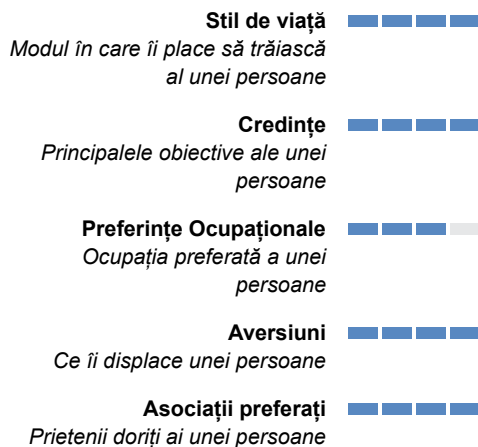 Stil de viață
Modul în care îi place să trăiască
al unei persoane
Credințe
Principalele obiective ale unei
persoane
Preferințe Ocupaționale
Ocupația preferată a unei
persoane
Aversiuni
Ce îi displace unei persoane
Asociații preferați
Prietenii doriți ai unei persoane